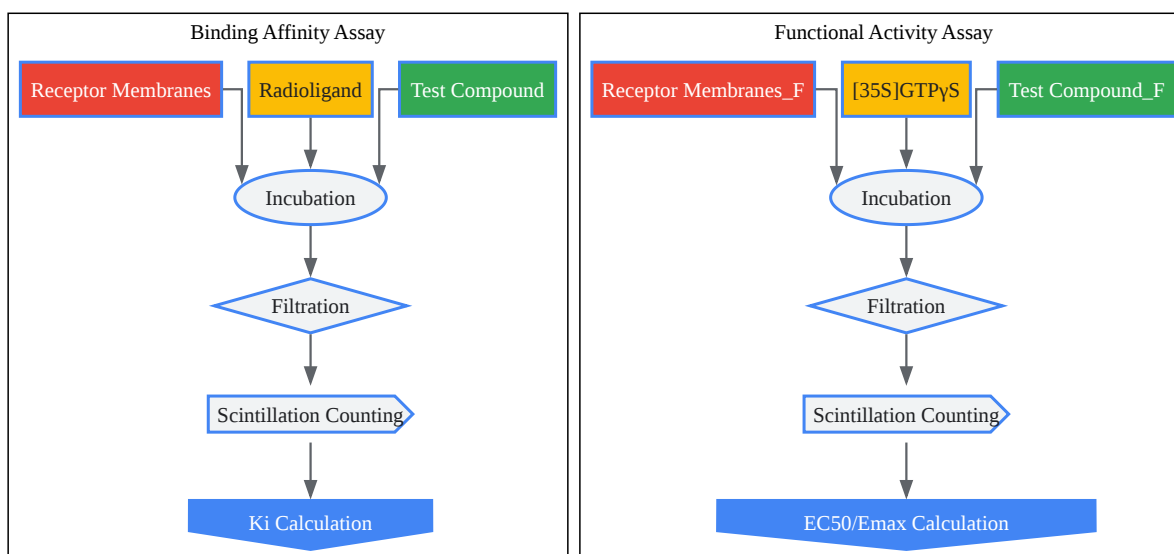 Binding Affinity Assay
Receptor Membranes
Radioligand
Test Compound
Incubation
Filtration
Scintillation Counting
Ki Calculation
Functional Activity Assay
Receptor Membranes_F
[35S]GTPγS
Test Compound_F
Incubation
Filtration
Scintillation Counting
EC50/Emax Calculation